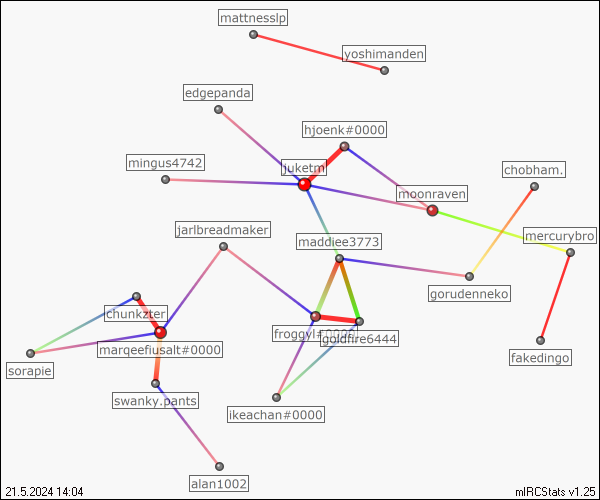 mattnesslp
yoshimanden
edgepanda
hjoenk#0000
mingus4742
juketm
chobham.
moonraven
jarlbreadmaker
mercurybro
maddiee3773
gorudenneko
chunkzter
froggyl#0000
goldfire6444
marqeefiusalt#0000
fakedingo
sorapie
swanky.pants
ikeachan#0000
alan1002
21.5.2024 14:04
mIRCStats v1.25